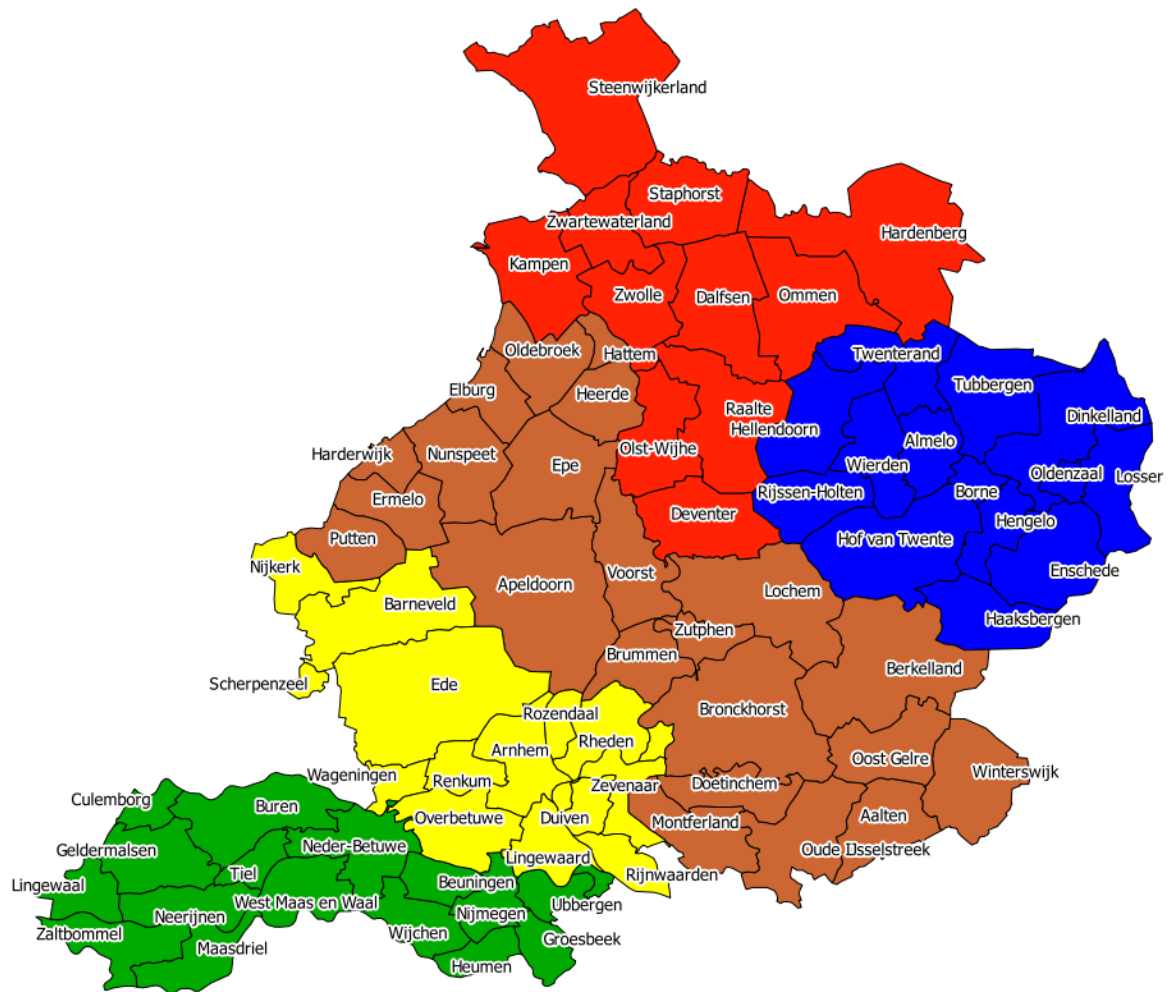 Steenwijkerland
Staphorst
Zwartewaterland
Hardenberg
Kampen
Zwolle
Dalfsen
Ommen
Oldebroek
Hattem
Twenterand
Elburg
Heerde
Tubbergen
Raalte
Dinkelland
Hellendoorn
Harderwijk
Nunspeet
Epe
Olst-Wijhe
Almelo
Wierden
Oldenzaal
Losser
Ermelo
Rijssen-Holten
Borne
Deventer
Hengelo
Putten
Hof van Twente
Nijkerk
Voorst
Enschede
Apeldoorn
Lochem
Barneveld
Haaksbergen
Zutphen
Brummen
Berkelland
Scherpenzeel
Ede
Bronckhorst
Rozendaal
Rheden
Arnhem
Oost Gelre
Winterswijk
Wageningen
Renkum
Zevenaar
Doetinchem
Culemborg
Buren
Overbetuwe
Duiven
Montferland
Aalten
Neder-Betuwe
Geldermalsen
Lingewaard
Oude IJsselstreek
Tiel
Lingewaal
Beuningen
Rijnwaarden
West Maas en Waal
Ubbergen
Neerijnen
Nijmegen
Zaltbommel
Wijchen
Groesbeek
Maasdriel
Heumen